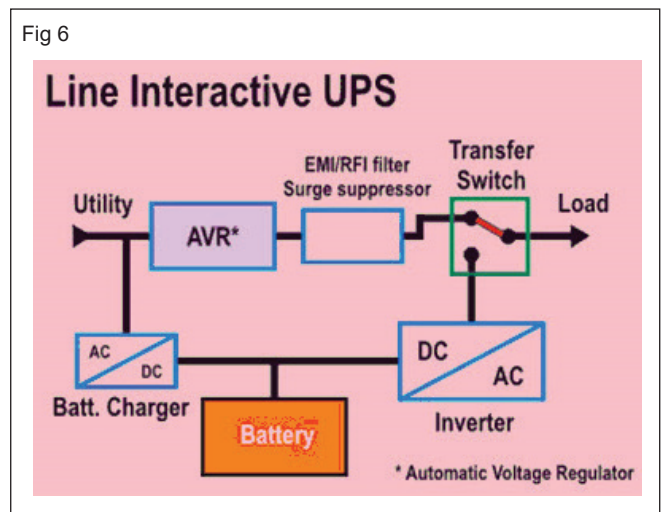 Fig 6
Line Interactive UPS
EMI/RFI filter
Surge suppressor
Transfer
Switch
Utility
Load
AVR*
AC
DC
Batt. Charger
Battery
DC
AC
Inverter
* Automatic Voltage Regulator